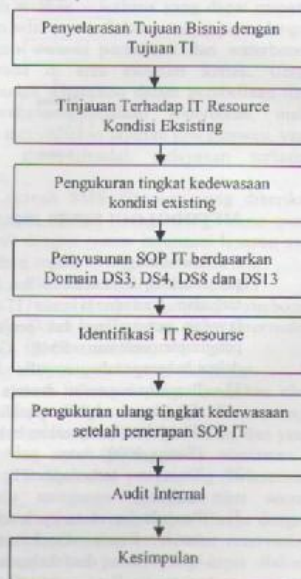 Penyelarasan Tujuan Bisnis dengan
Tujuan TI
Tinjauan Terhadap IT Resource
Kondisi Eksisting
Pengukuran tingkat kedewasaan
kondisi existing
Penyusunan SOP IT berdasarkan
Domain DS3, DS4, DS8 dan DS13
Identifikasi IT Resourse
Pengukuran ulang tingkat kedewasaan
setelah penerapan SOP IT
Audit Internal
Kesimpulan